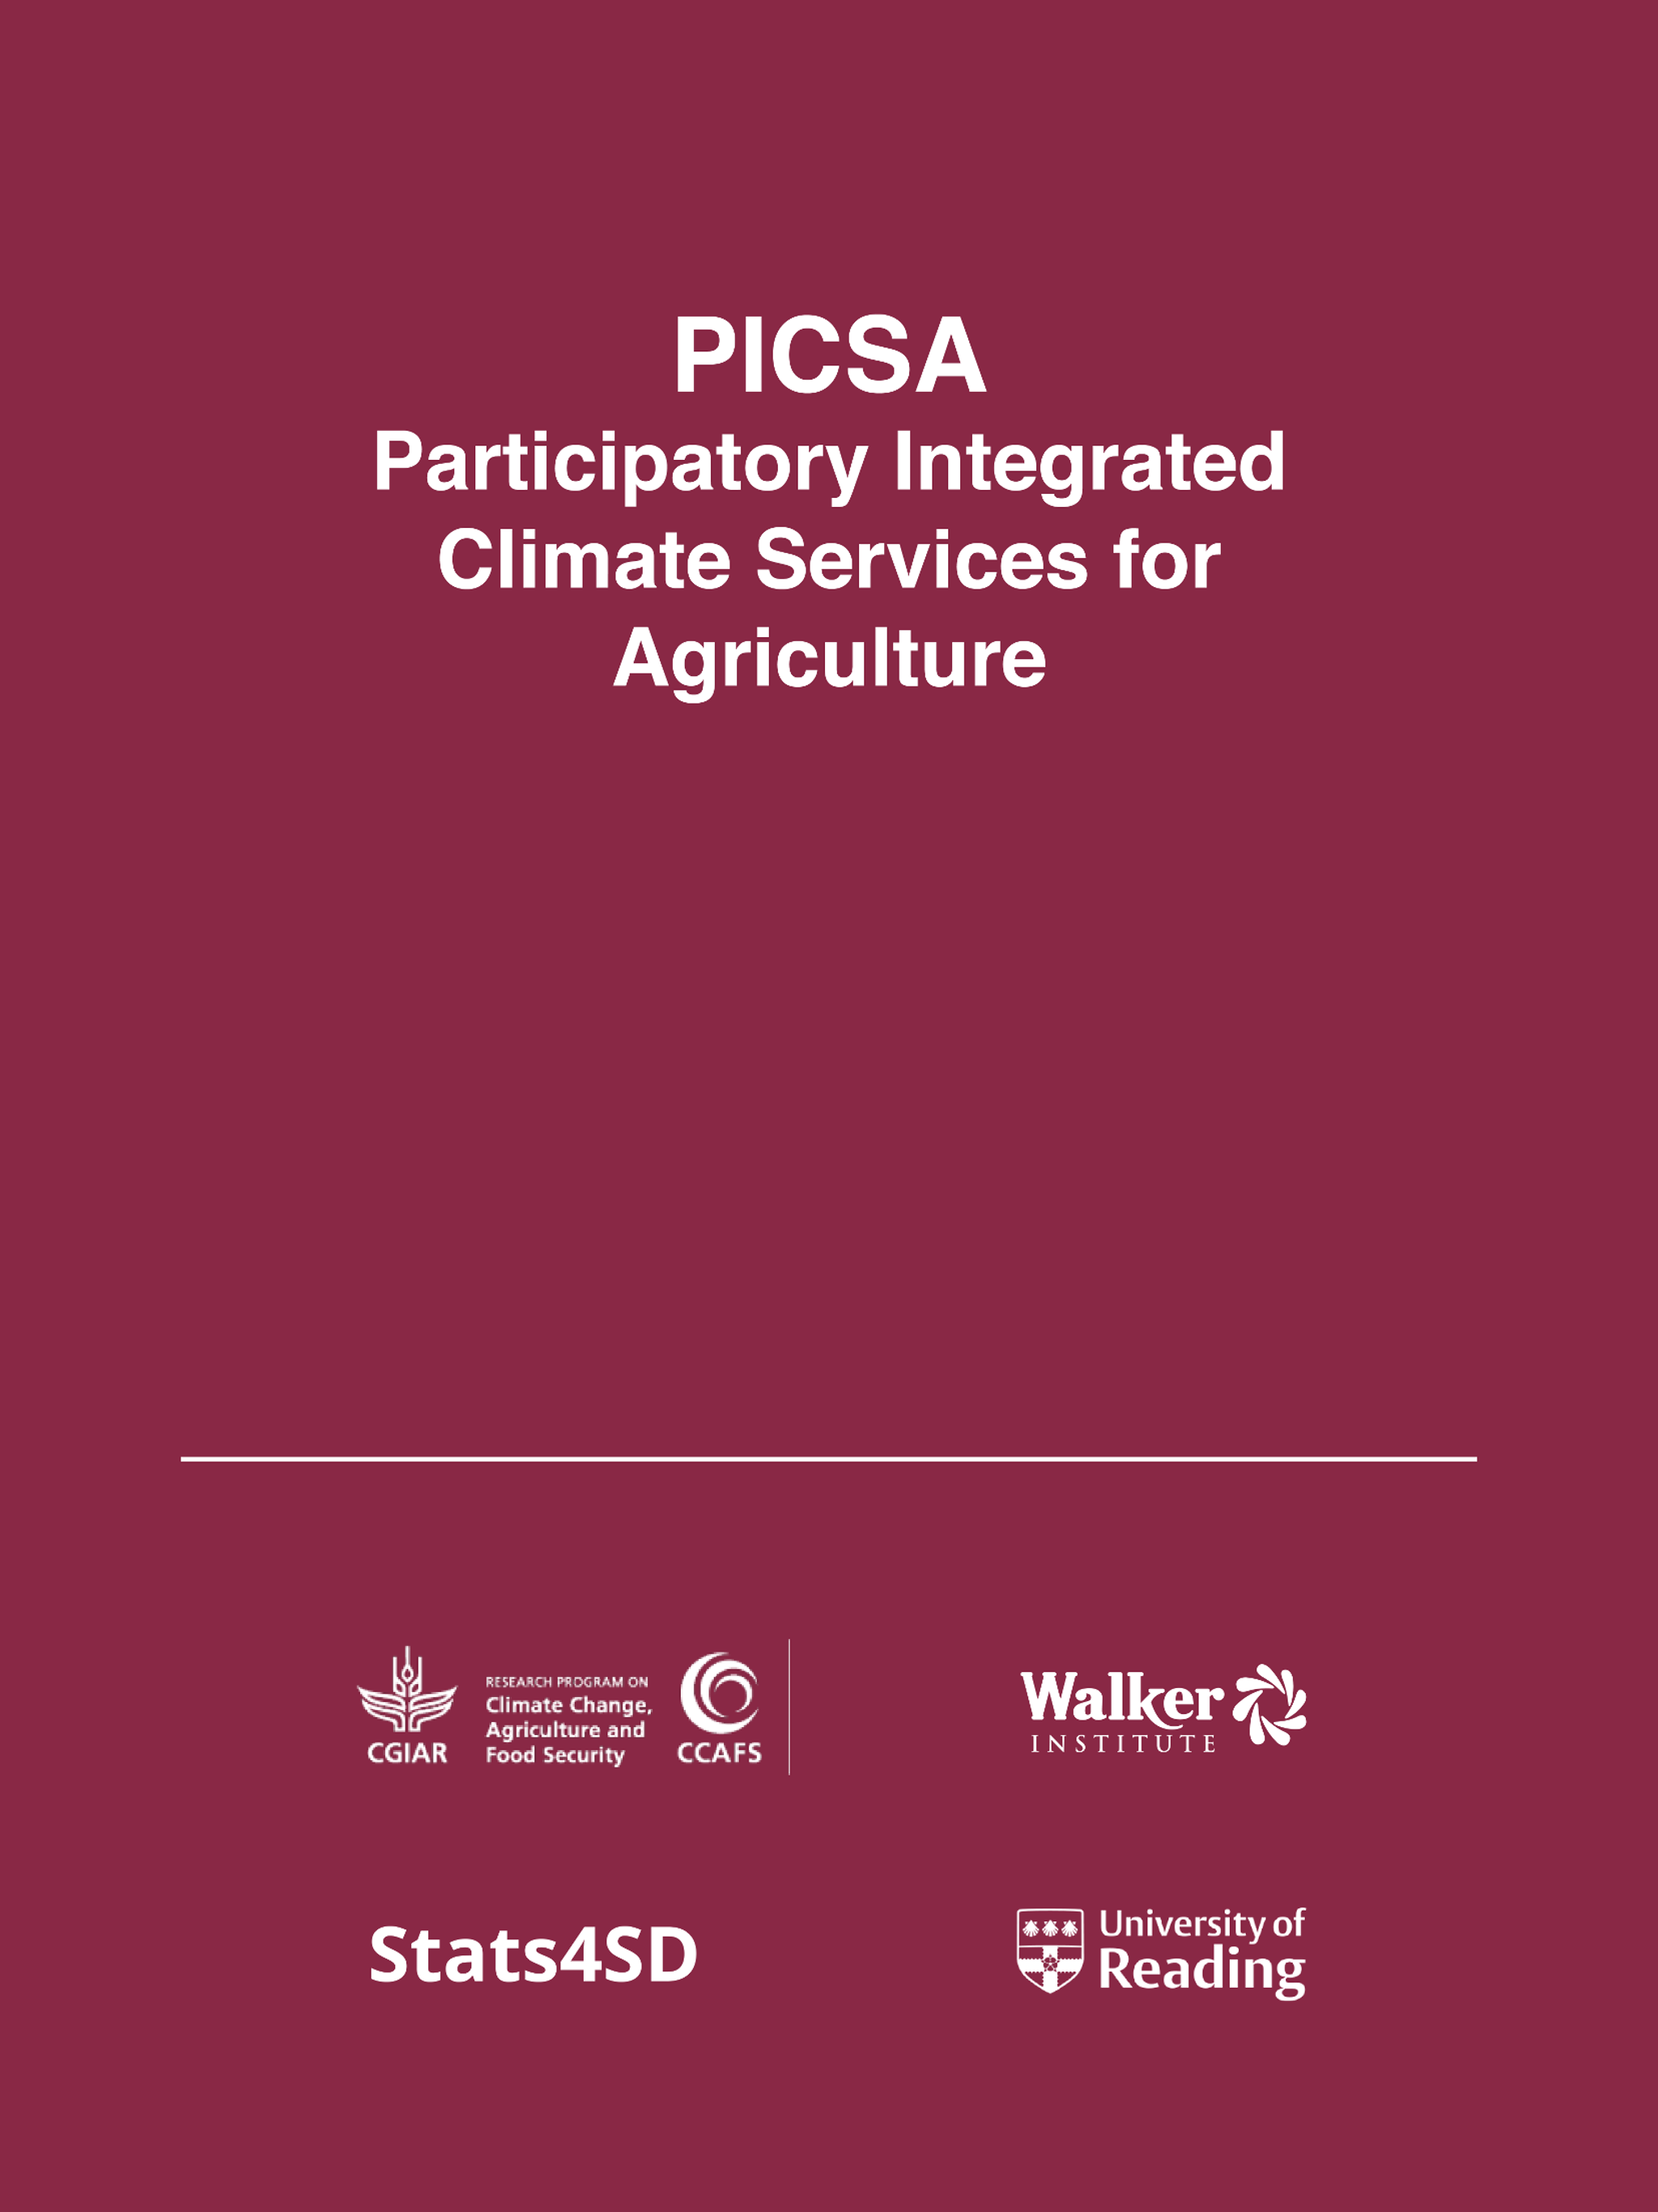 PICSA
Participatory Integrated
Climate Services for
Agriculture
CGIAR
RESEARCH PROGRAM ON
Climate Change,
Agriculture and
Food Security
CCAFS
Walker
INSTITUTE
Stats4SD
University of
Reading